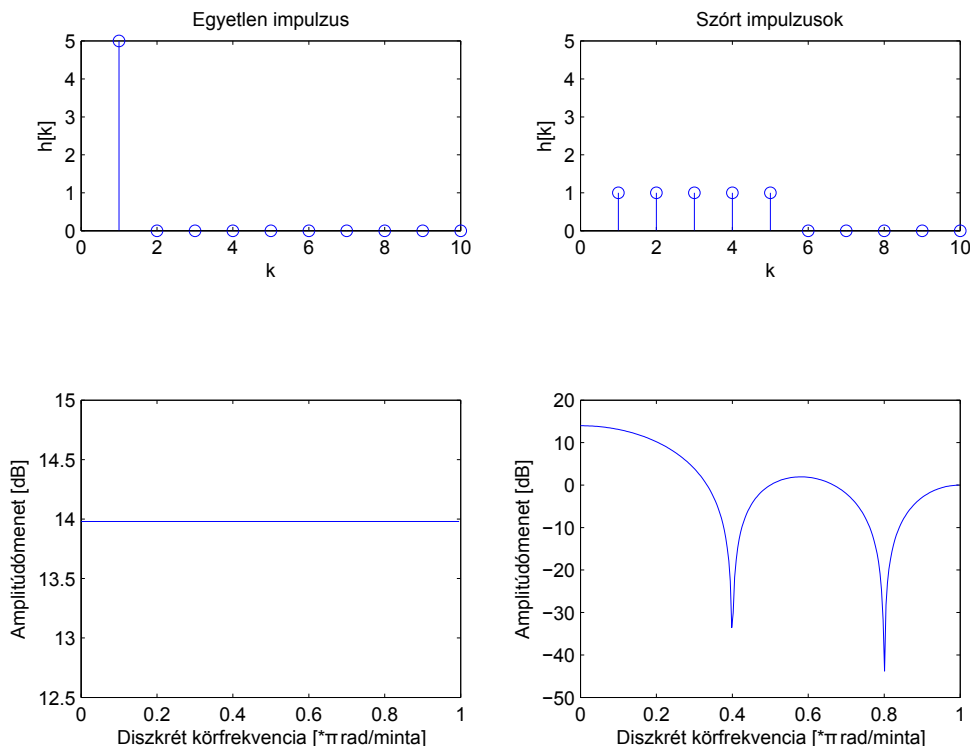 Egyetlen impulzus
5
4
3
2
1
0
h[k]
0 2 4 6 8 10
k
Szórt impulzusok
5
4
3
2
1
0
h[k]
0 2 4 6 8 10
k
15
14.5
14
13.5
13
12.5
Amplitúdómenet [dB]
0 0.2 0.4 0.6 0.8 1
Diszkrét körfrekvencia [*π rad/minta]
20
10
0
−10
−20
−30
−40
−50
Amplitúdómenet [dB]
0 0.2 0.4 0.6 0.8 1
Diszkrét körfrekvencia [*π rad/minta]